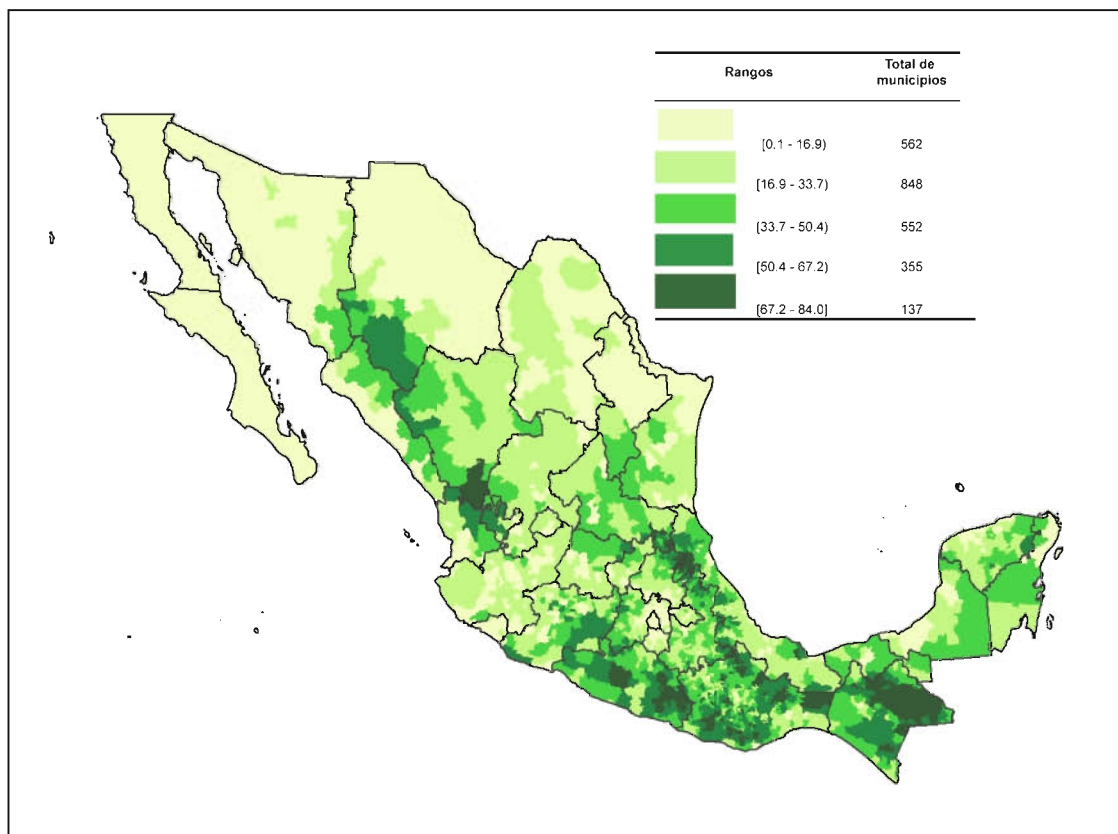 Rangos Total de
municipios
[0.1 - 16.9) 562
[16.9 - 33.7) 848
[33.7 - 50.4) 552
[50.4 - 67.2) 355
[67.2 - 84.0] 137